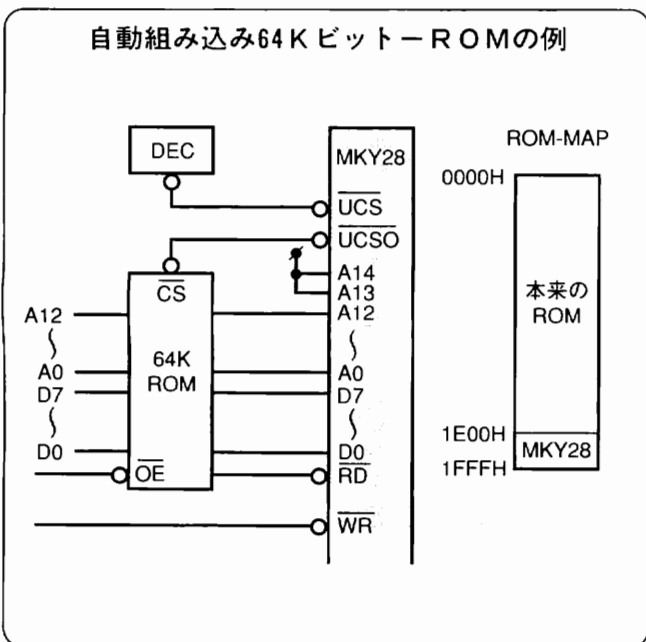 自動組み込み64KビットーROMの例
DEC
MKY28
UCS
UCSO
CS
A14
A13
A12
A12
64K
ROM
A0
A0
D7
D7
D0
D0
OE
RD
WR
ROM-MAP
0000H
本来の
ROM
1E00H
MKY28
1FFFH